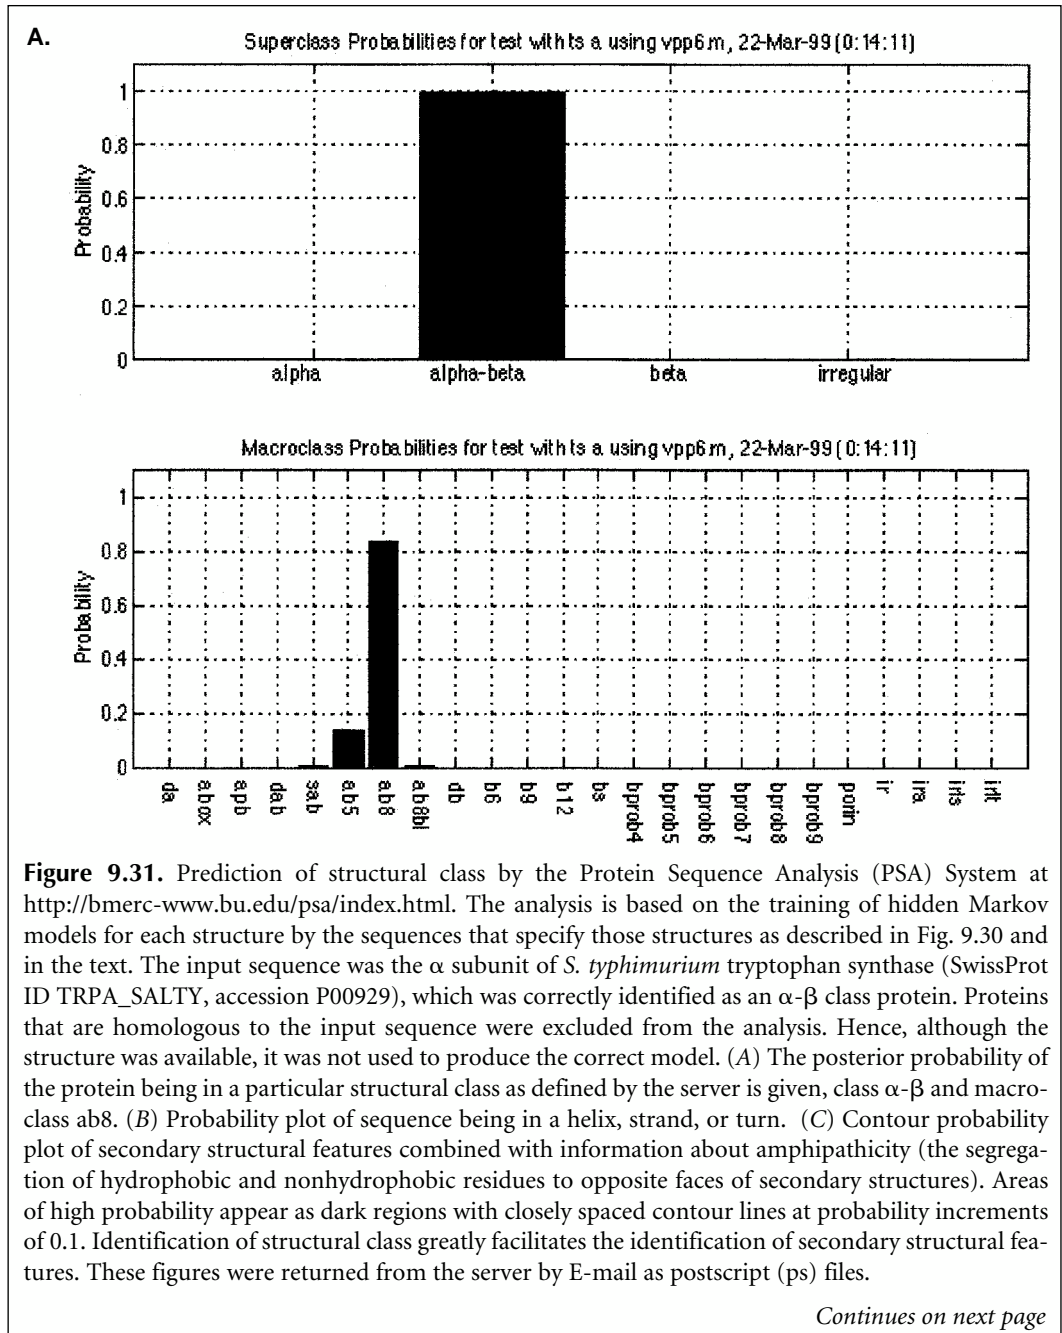 A.
Superclass Probabilities for test with ts a using vpp6.m, 22-Mar-99 (0:14:11)
1
0.8
0.6
0.4
0.2
0
Probability
alpha alpha-beta beta irregular
Macroclass Probabilities for test with ts a using vpp6.m, 22-Mar-99 (0:14:11)
1
0.8
0.6
0.4
0.2
0
Probability
da abox apb dab sab ab5 ab8 ab8bl db b6 b9 b12 bs bprob4 bprob5 bprob6 bprob7 bprob8 bprob9 porin ir ira irls irlt
Figure 9.31. Prediction of structural class by the Protein Sequence Analysis (PSA) System at
http://bmerc-www.bu.edu/psa/index.html. The analysis is based on the training of hidden Markov
models for each structure by the sequences that specify those structures as described in Fig. 9.30 and
in the text. The input sequence was the α subunit of S. typhimurium tryptophan synthase (SwissProt
ID TRPA_SALTY, accession P00929), which was correctly identified as an α-β class protein. Proteins
that are homologous to the input sequence were excluded from the analysis. Hence, although the
structure was available, it was not used to produce the correct model. (A) The posterior probability of
the protein being in a particular structural class as defined by the server is given, class α-β and macro-
class ab8. (B) Probability plot of sequence being in a helix, strand, or turn. (C) Contour probability
plot of secondary structural features combined with information about amphipathicity (the segrega-
tion of hydrophobic and nonhydrophobic residues to opposite faces of secondary structures). Areas
of high probability appear as dark regions with closely spaced contour lines at probability increments
of 0.1. Identification of structural class greatly facilitates the identification of secondary structural fea-
tures. These figures were returned from the server by E-mail as postscript (ps) files.
Continues on next page